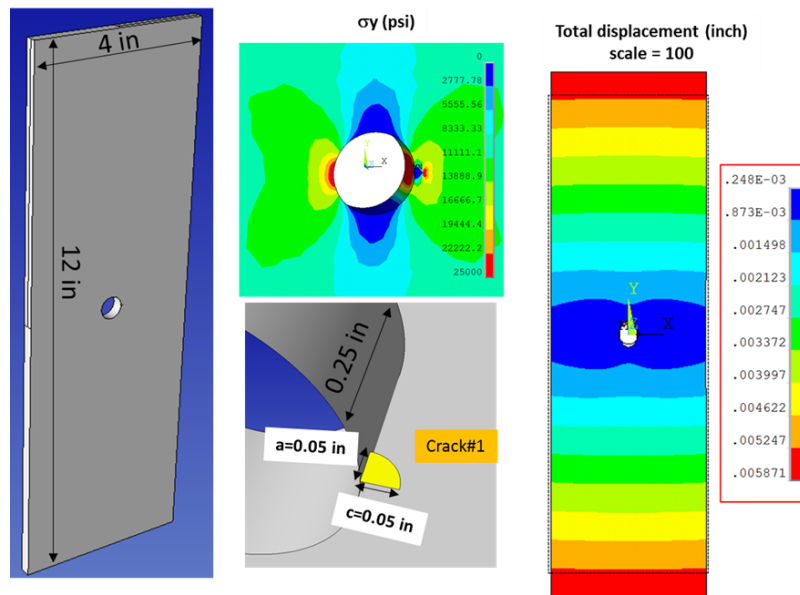 4 in
12 in
σy (psi)
0
2777.78
5555.56
8333.33
11111.1
13888.9
16666.7
19444.4
22222.2
25000
Y
X
0.25 in
a=0.05 in
Crack#1
c=0.05 in
Total displacement (inch)
scale = 100
Y
X
.248E-03
.873E-03
.001498
.002123
.002747
.003372
.003997
.004622
.005247
.005871